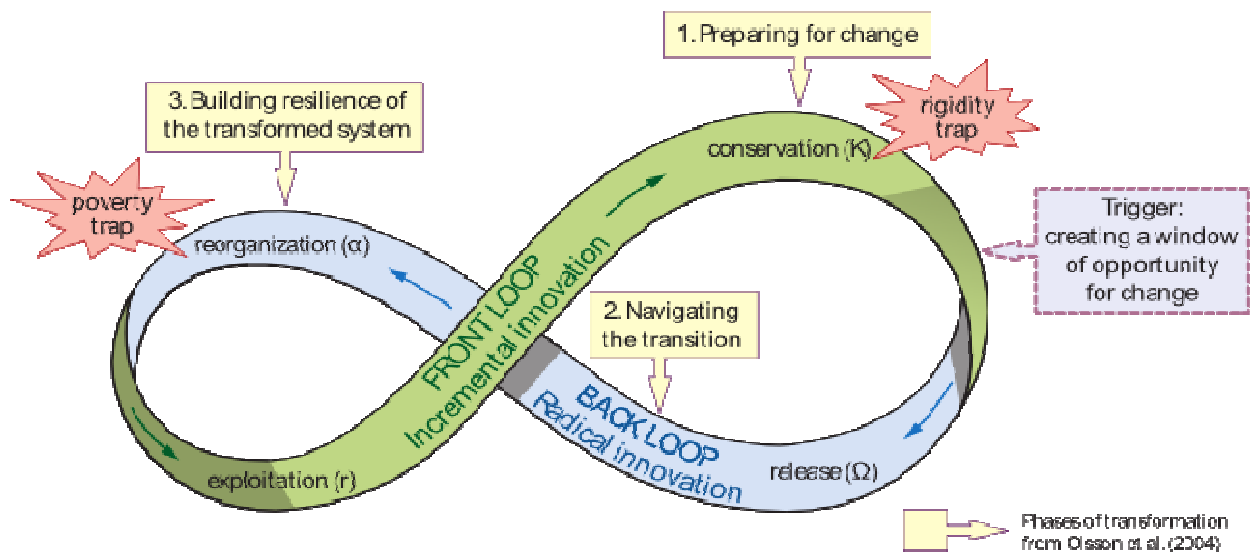 1. Preparing for change
3. Building resilience of
the transformed system
rigidity
trap
conservation (K)
poverty
trap
reorganization (α)
Trigger:
creating a window
of opportunity
for change
FRONT LOOP
Incremental innovation
2. Navigating
the transition
BACK LOOP
Radical innovation
exploitation (r)
release (Ω)
Phases of transformation
from Olsson et al. (2004)